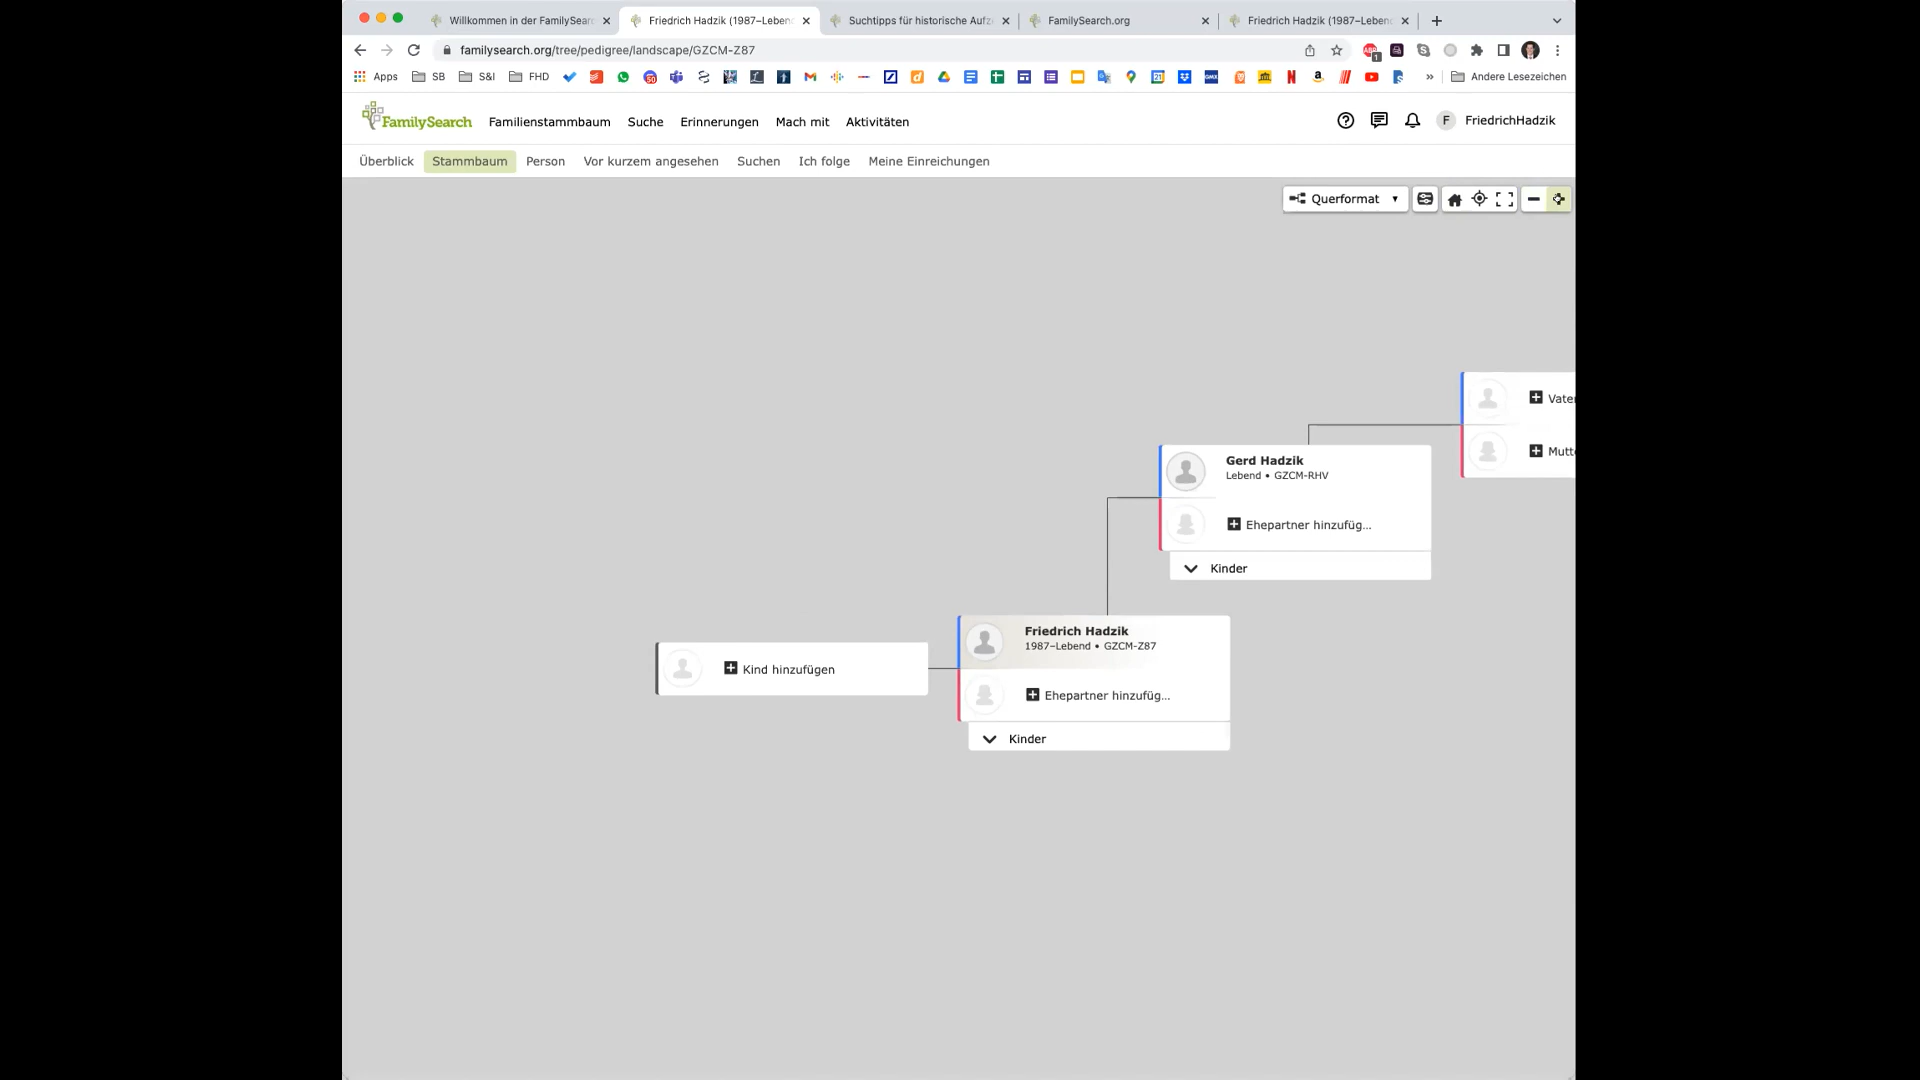 Willkommen in der FamilySear
Friedrich Hadzik (1987–Leben
Suchtipps für historische Aufz
FamilySearch.org
Friedrich Hadzik (1987–Leben
familysearch.org/tree/pedigree/landscape/GZCM-Z87
Apps SB S&I FHD Andere Lesezeichen
FamilySearch Familienstammbaum Suche Erinnerungen Mach mit Aktivitäten F FriedrichHadzik
Überblick Stammbaum Person Vor kurzem angesehen Suchen Ich folge Meine Einreichungen
Querformat
Vater
Gerd Hadzik
Lebend • GZCM-RHV
Mutt
Ehepartner hinzufüg...
Kinder
Friedrich Hadzik
1987–Lebend • GZCM-Z87
Kind hinzufügen
Ehepartner hinzufüg...
Kinder